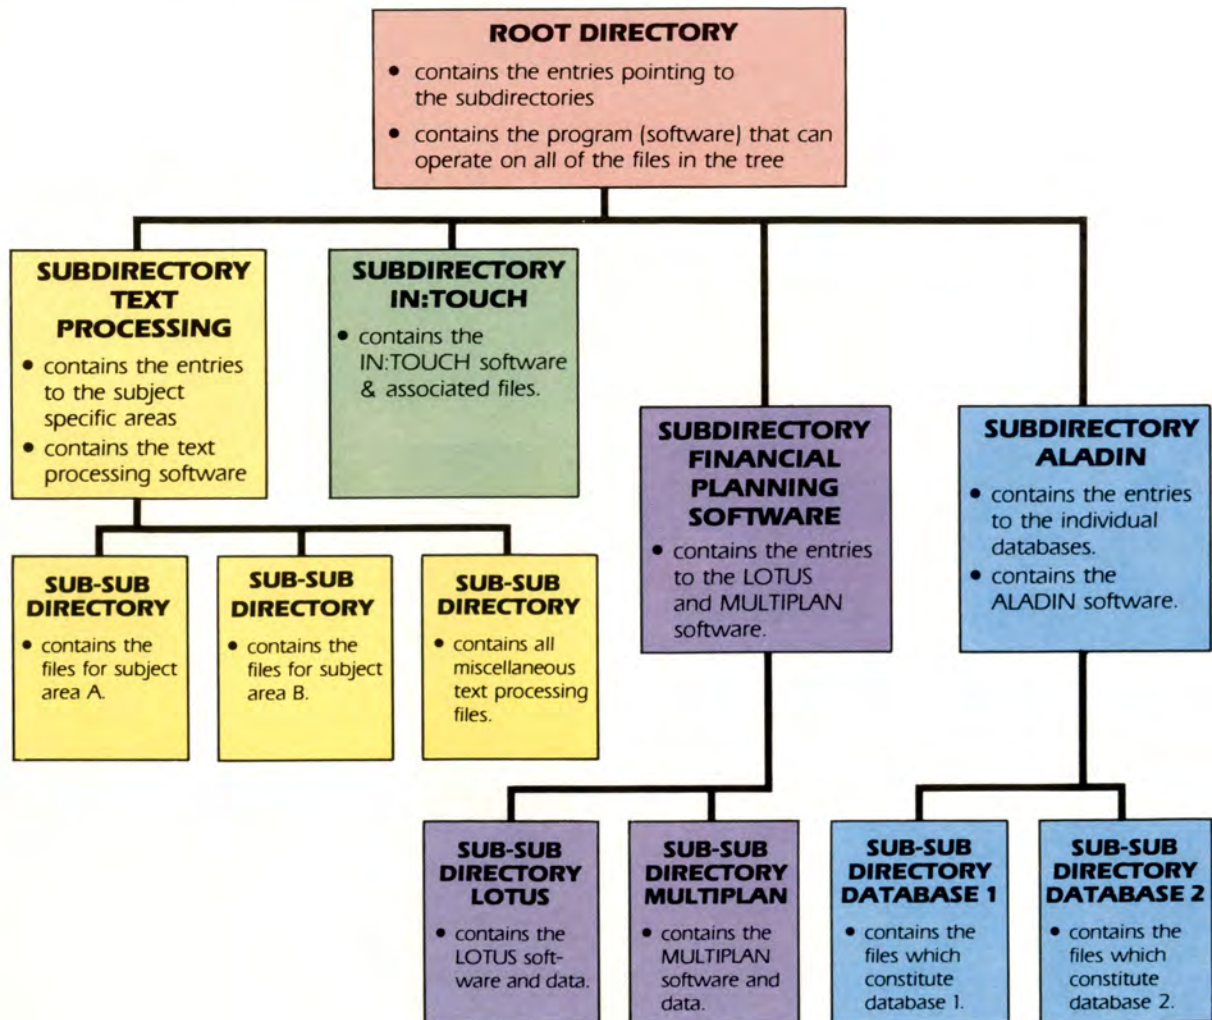 ROOT DIRECTORY
• contains the entries pointing to
the subdirectories
• contains the program (software) that can
operate on all of the files in the tree
SUBDIRECTORY
TEXT
PROCESSING
• contains the entries
to the subject
specific areas
• contains the text
processing software
SUBDIRECTORY
IN:TOUCH
• contains the
IN:TOUCH software
& associated files.
SUBDIRECTORY
FINANCIAL
PLANNING
SOFTWARE
• contains the entries
to the LOTUS
and MULTIPLAN
software.
SUBDIRECTORY
ALADIN
• contains the entries
to the individual
databases.
• contains the
ALADIN software.
SUB-SUB
DIRECTORY
• contains the
files for subject
area A.
SUB-SUB
DIRECTORY
• contains the
files for subject
area B.
SUB-SUB
DIRECTORY
• contains all
miscellaneous
text processing
files.
SUB-SUB
DIRECTORY
LOTUS
• contains the
LOTUS soft-
ware and data.
SUB-SUB
DIRECTORY
MULTIPLAN
• contains the
MULTIPLAN
software and
data.
SUB-SUB
DIRECTORY
DATABASE 1
• contains the
files which
constitute
database 1.
SUB-SUB
DIRECTORY
DATABASE 2
• contains the
files which
constitute
database 2.